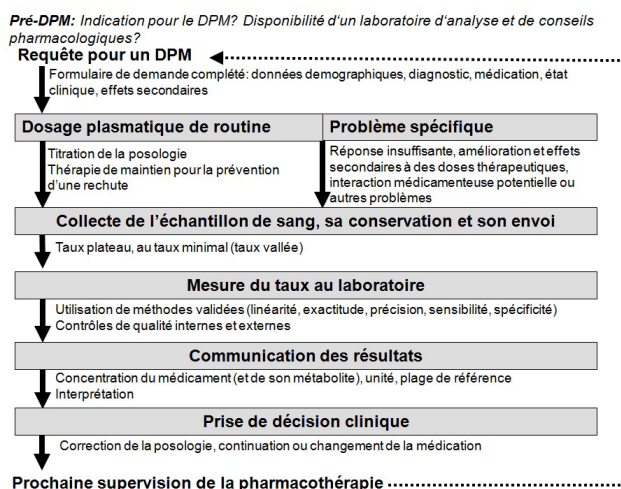 Pré-DPM: Indication pour le DPM? Disponibilité d'un laboratoire d'analyse et de conseils
pharmacologiques?
Requête pour un DPM
Formulaire de demande complété: données demographiques, diagnostic, médication, état
clinique, effets secondaires
Dosage plasmatique de routine
Problème spécifique
Titration de la posologie
Thérapie de maintien pour la prévention
d'une rechute
Réponse insuffisante, amélioration et effets
secondaires à des doses thérapeutiques,
interaction médicamenteuse potentielle ou
autres problèmes
Collecte de l'échantillon de sang, sa conservation et son envoi
Taux plateau, au taux minimal (taux vallée)
Mesure du taux au laboratoire
Utilisation de méthodes validées (linéarité, exactitude, précision, sensibilité, spécificité)
Contrôles de qualité internes et externes
Communication des résultats
Concentration du médicament (et de son métabolite), unité, plage de référence
Interprétation
Prise de décision clinique
Correction de la posologie, continuation ou changement de la médication
Prochaine supervision de la pharmacothérapie